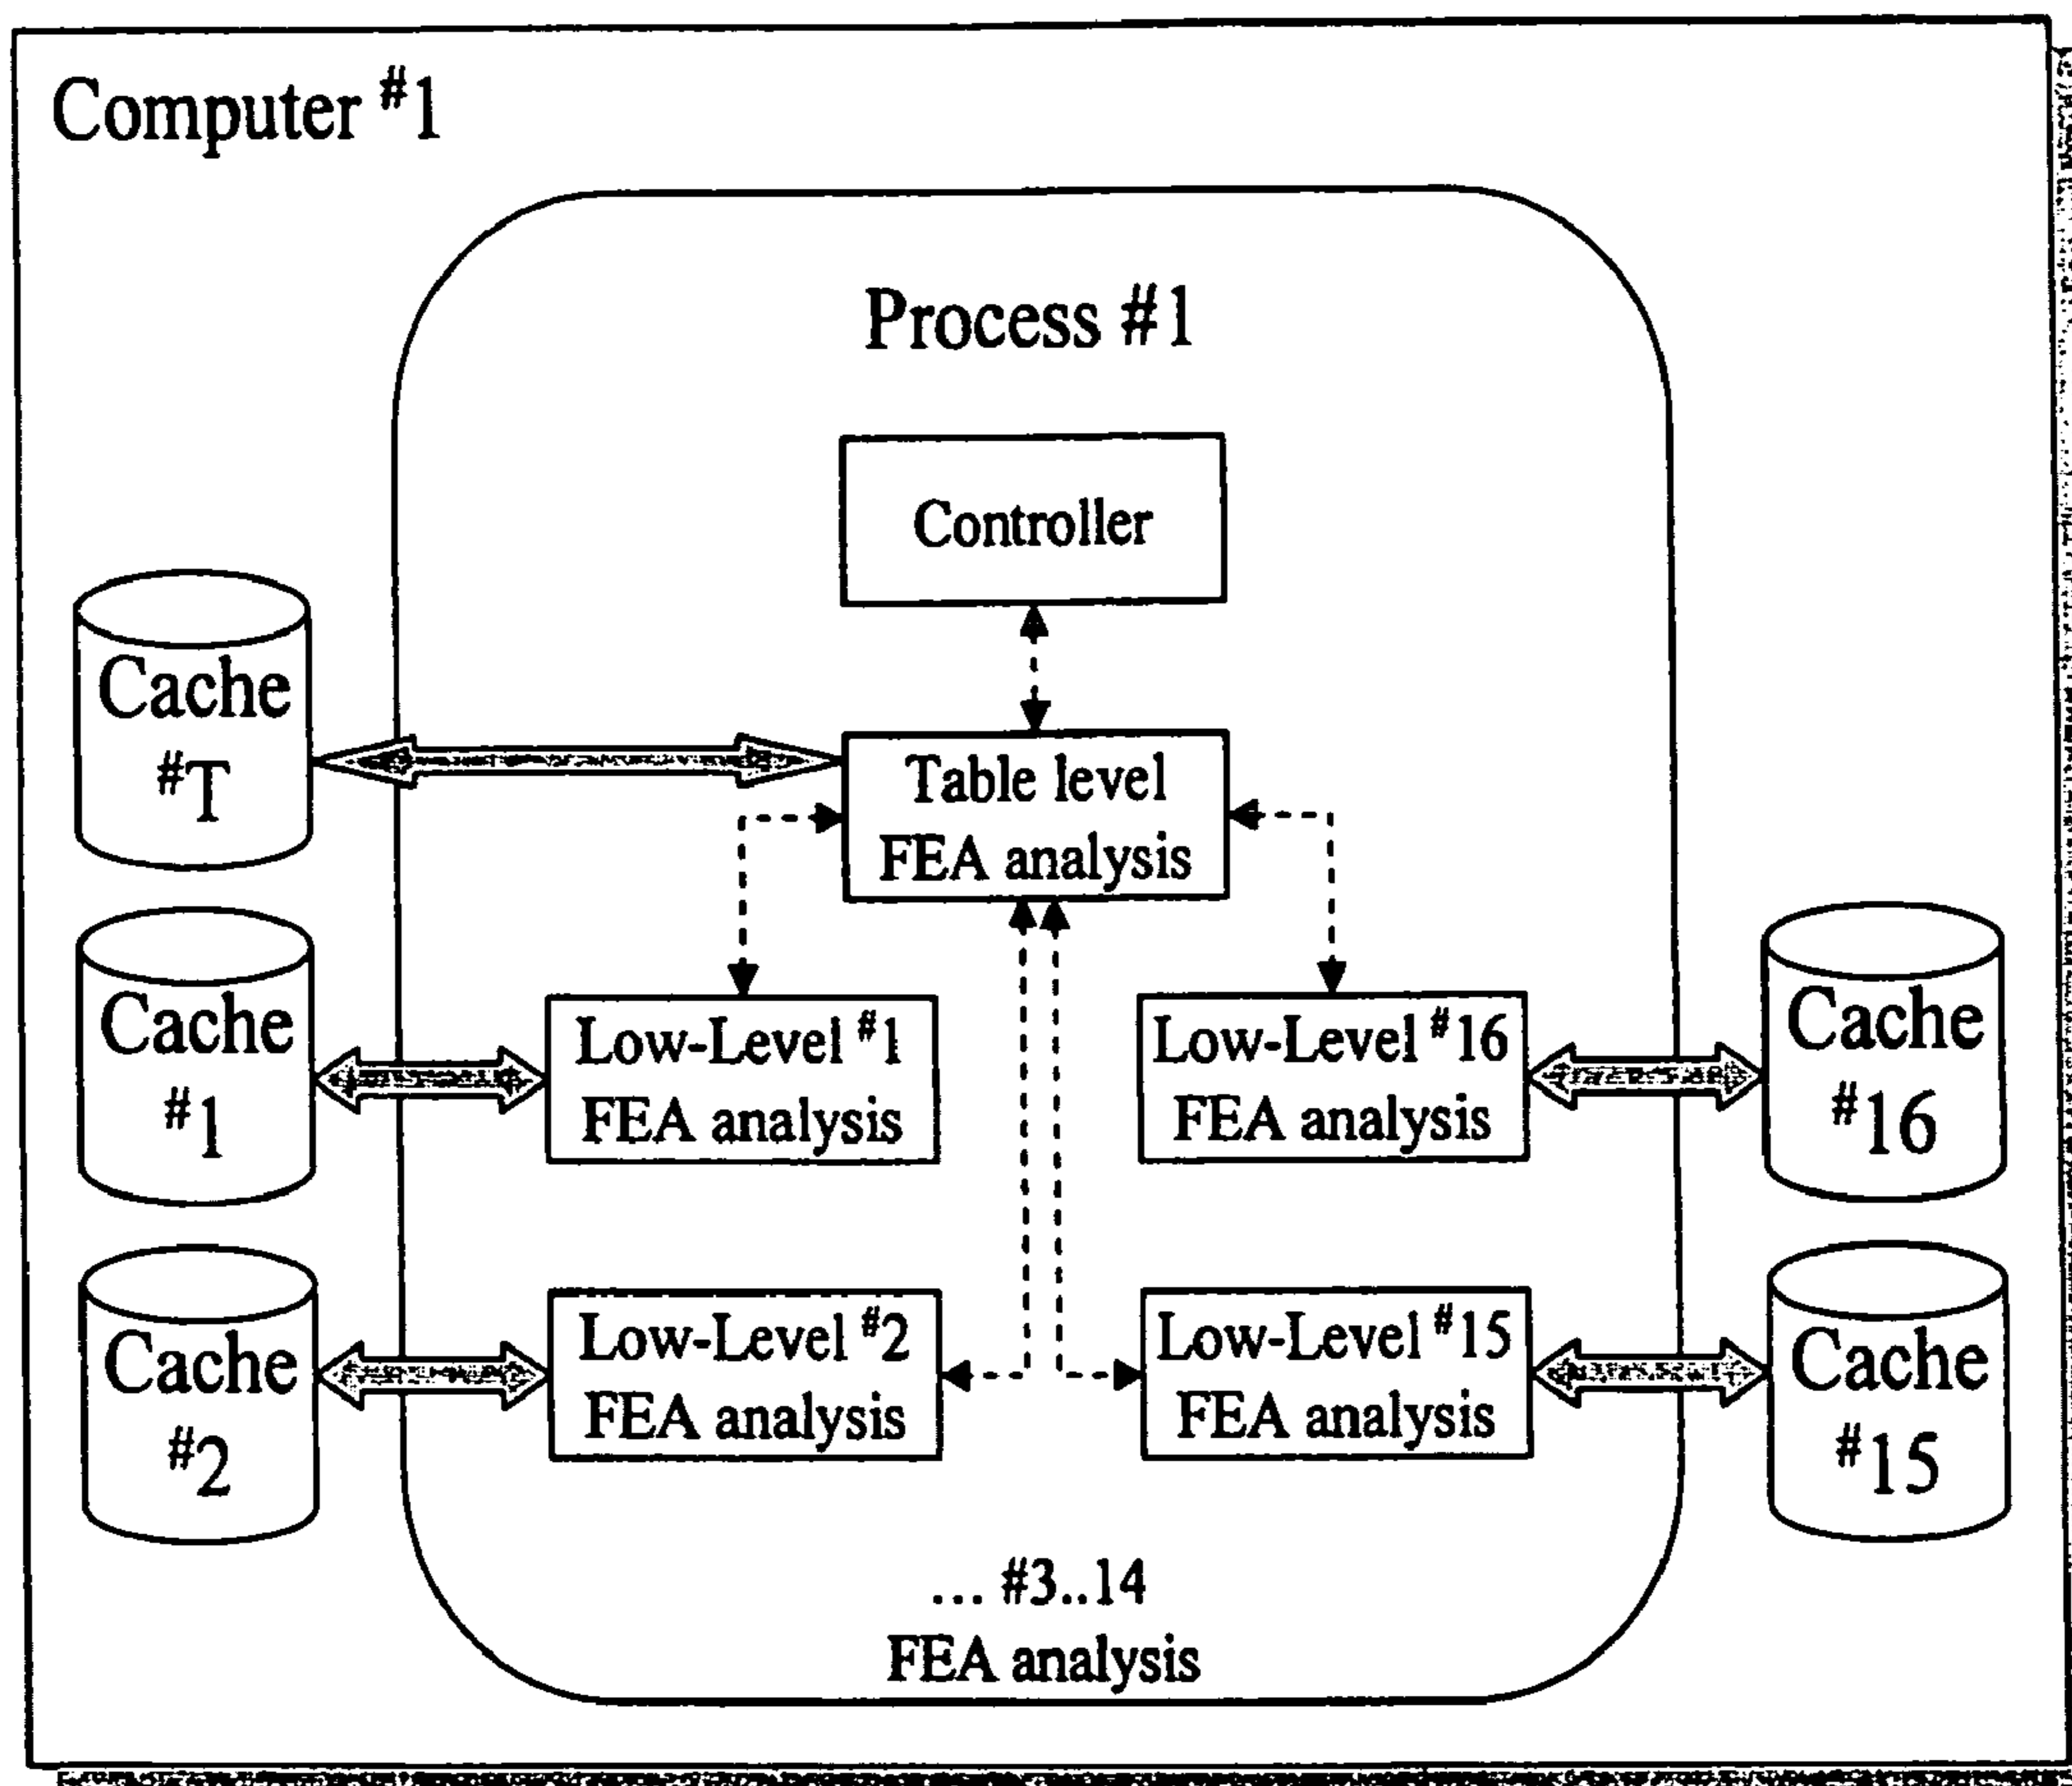 Computer #1
Process #1
Controller
Cache
#T
Table level
FEA analysis
Cache
#1
Low-Level #1
FEA analysis
Low-Level #16
FEA analysis
Cache
#16
Cache
#2
Low-Level #2
FEA analysis
Low-Level #15
FEA analysis
Cache
#15
... #3..14
FEA analysis